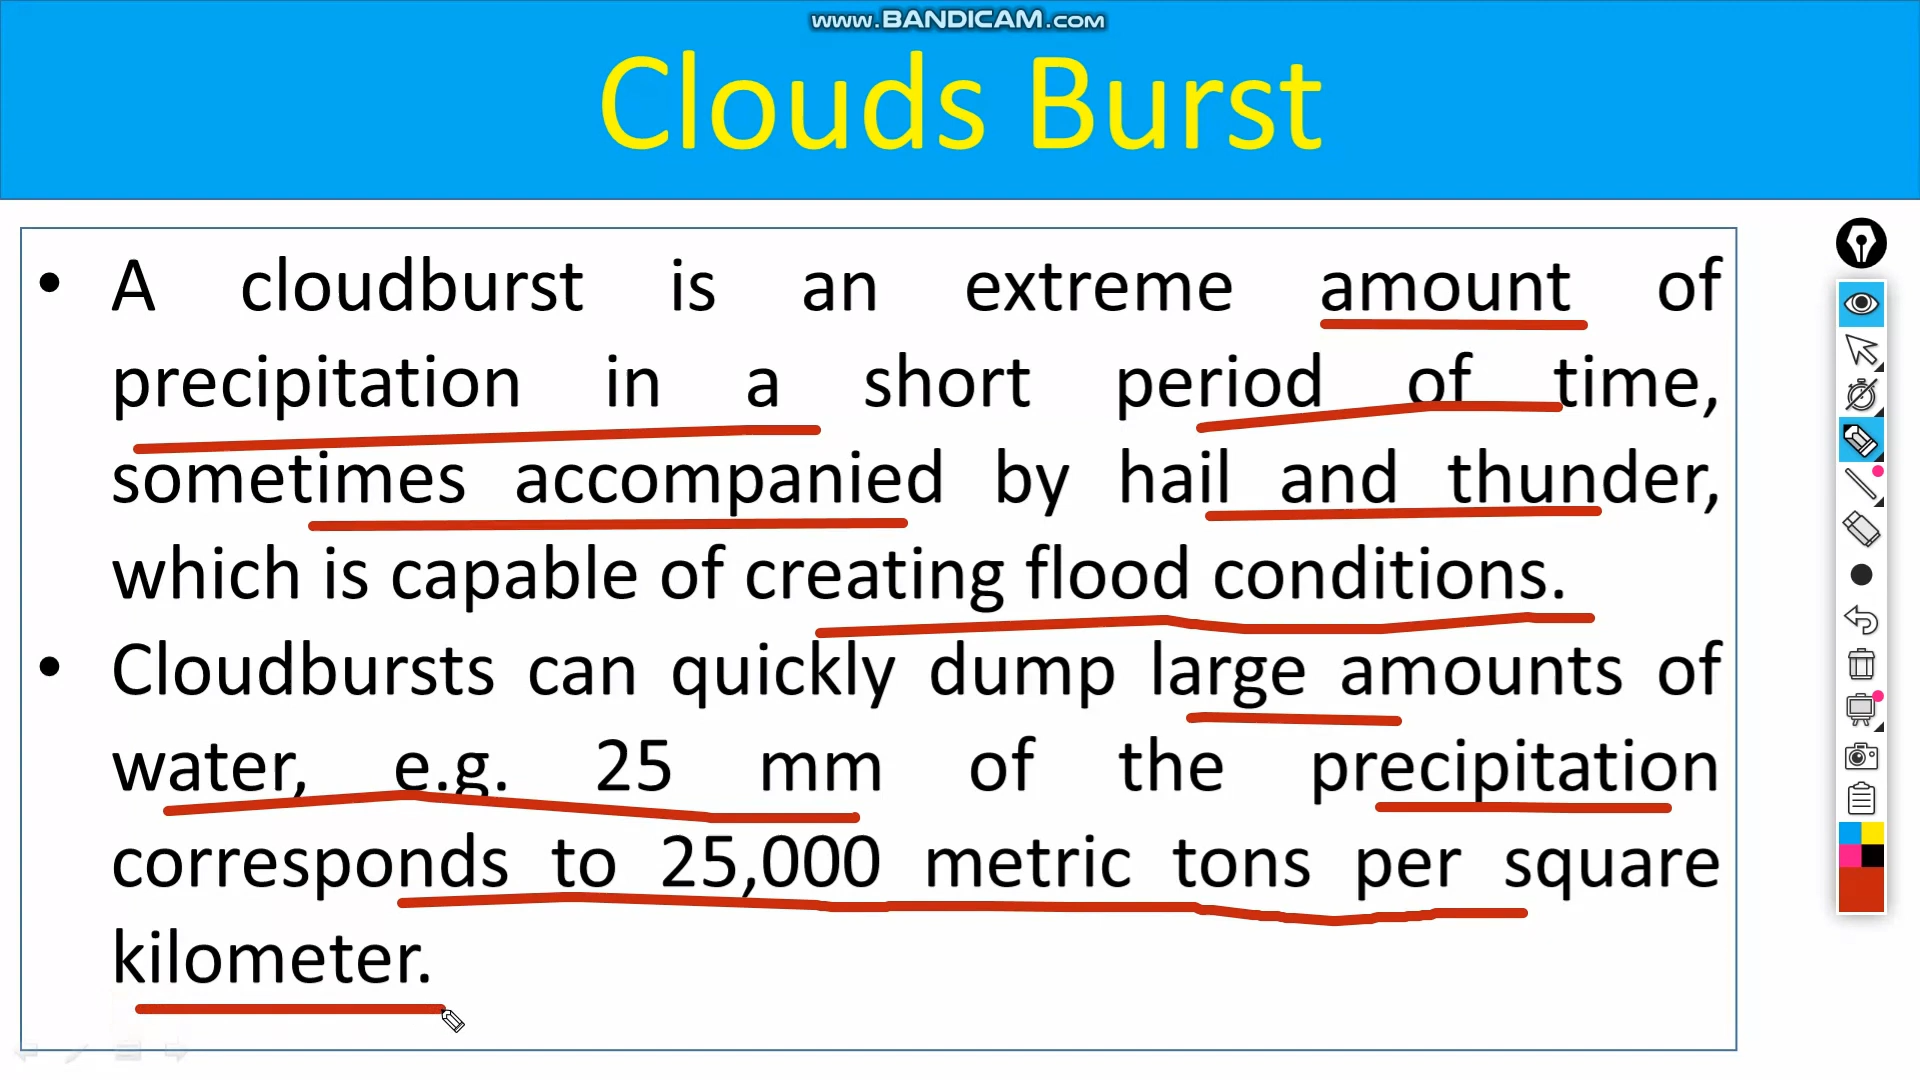 www.BANDICAM.com
Clouds Burst
• A cloudburst is an extreme amount of
precipitation in a short period of time,
sometimes accompanied by hail and thunder,
which is capable of creating flood conditions.
• Cloudbursts can quickly dump large amounts of
water, e.g. 25 mm of the precipitation
corresponds to 25,000 metric tons per square
kilometer.